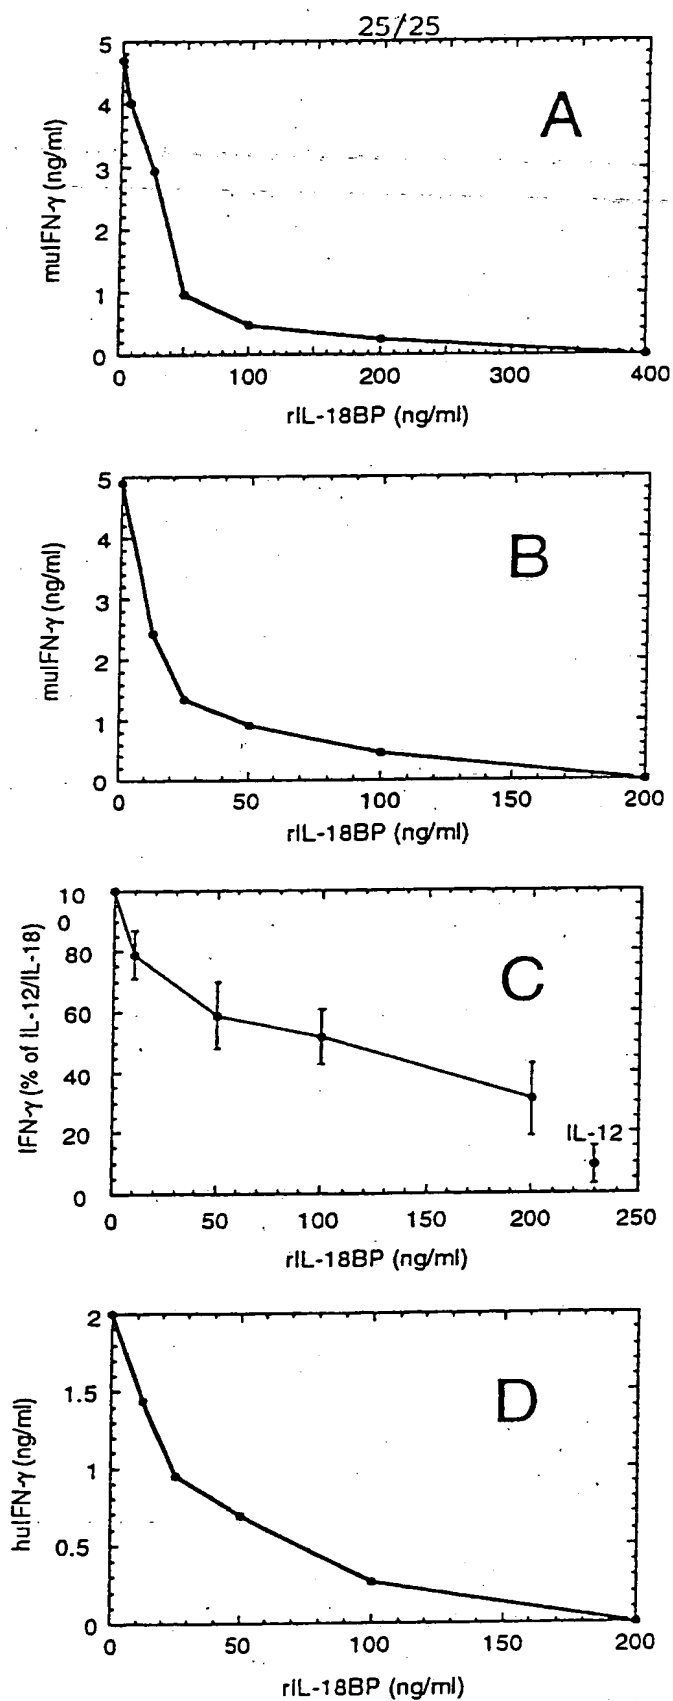 25/25
5
4
3
2
1
0
muIFN-γ (ng/ml)
A
0 100 200 300 400
rIL-18BP (ng/ml)
5
4
3
2
1
0
muIFN-γ (ng/ml)
B
0 50 100 150 200
rIL-18BP (ng/ml)
10
0
80
60
40
20
0
IFN-γ (% of IL-12/IL-18)
C
IL-12
0 50 100 150 200 250
rIL-18BP (ng/ml)
2
1.5
1
0.5
0
huIFN-γ (ng/ml)
D
0 50 100 150 200
rIL-18BP (ng/ml)